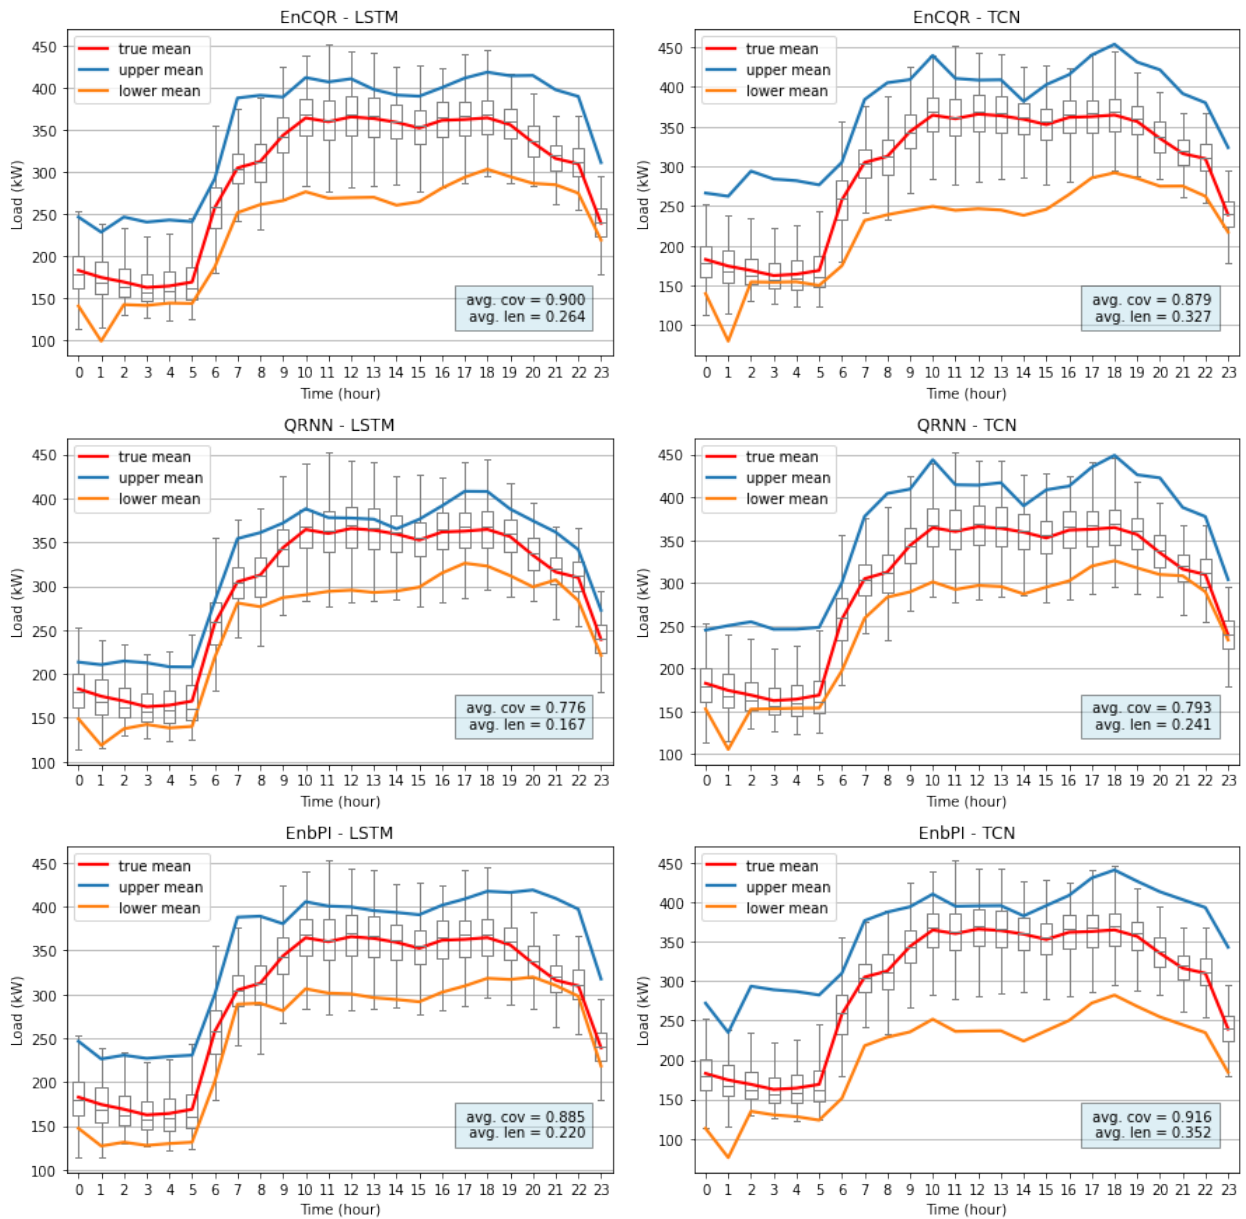 EnCQR - LSTM
true mean
upper mean
lower mean
Load (kW)
450
400
350
300
250
200
150
100
avg. cov = 0.900
avg. len = 0.264
0 1 2 3 4 5 6 7 8 9 10 11 12 13 14 15 16 17 18 19 20 21 22 23
Time (hour)
EnCQR - TCN
true mean
upper mean
lower mean
Load (kW)
450
400
350
300
250
200
150
100
avg. cov = 0.879
avg. len = 0.327
0 1 2 3 4 5 6 7 8 9 10 11 12 13 14 15 16 17 18 19 20 21 22 23
Time (hour)
QRNN - LSTM
true mean
upper mean
lower mean
Load (kW)
450
400
350
300
250
200
150
100
avg. cov = 0.776
avg. len = 0.167
0 1 2 3 4 5 6 7 8 9 10 11 12 13 14 15 16 17 18 19 20 21 22 23
Time (hour)
QRNN - TCN
true mean
upper mean
lower mean
Load (kW)
450
400
350
300
250
200
150
100
avg. cov = 0.793
avg. len = 0.241
0 1 2 3 4 5 6 7 8 9 10 11 12 13 14 15 16 17 18 19 20 21 22 23
Time (hour)
EnbPI - LSTM
true mean
upper mean
lower mean
Load (kW)
450
400
350
300
250
200
150
100
avg. cov = 0.885
avg. len = 0.220
0 1 2 3 4 5 6 7 8 9 10 11 12 13 14 15 16 17 18 19 20 21 22 23
Time (hour)
EnbPI - TCN
true mean
upper mean
lower mean
Load (kW)
450
400
350
300
250
200
150
100
avg. cov = 0.916
avg. len = 0.352
0 1 2 3 4 5 6 7 8 9 10 11 12 13 14 15 16 17 18 19 20 21 22 23
Time (hour)